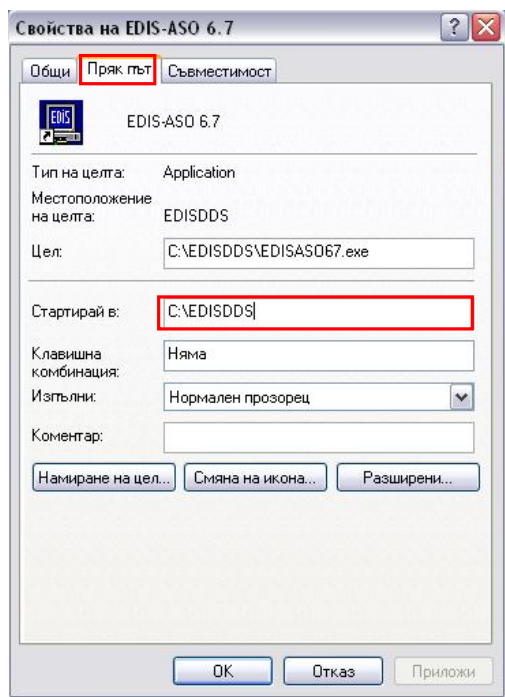 Свойства на EDIS-ASO 6.7
Общи Пряк път Съвместимост
EDIS
EDIS-ASO 6.7
Тип на целта: Application
Местоположение
на целта: EDISDDS
Цел: C:\EDISDDS\EDISASO67.exe
Стартирай в: C:\EDISDDS
Клавишна
комбинация: Няма
Изпълни: Нормален прозорец
Коментар:
Намиране на цел... Смяна на икона... Разширени...
OK Отказ Приложи